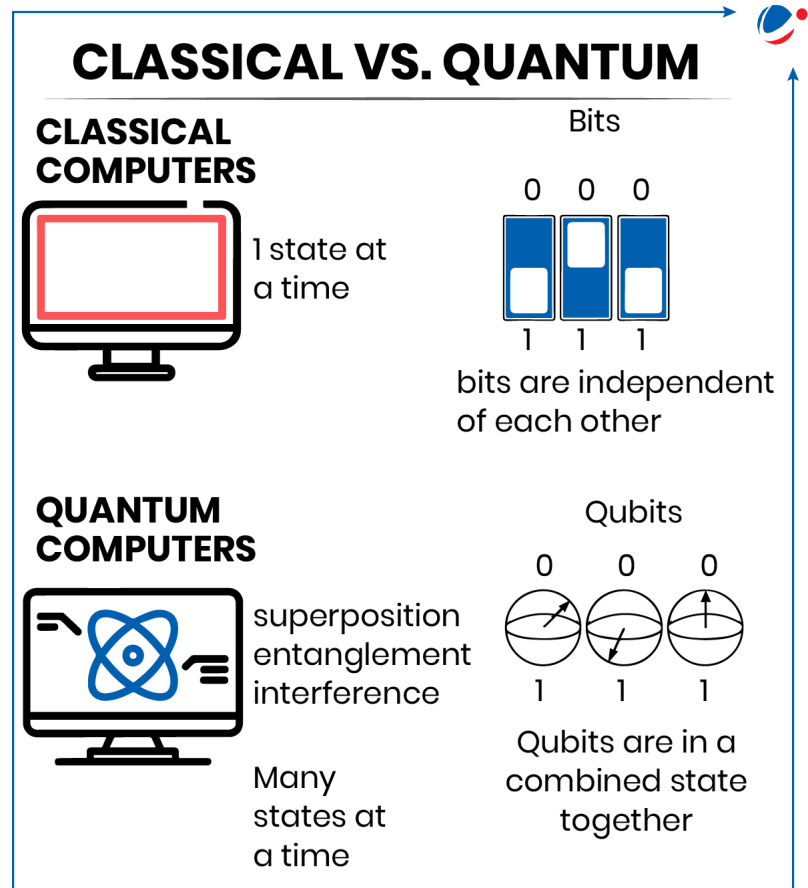 CLASSICAL VS. QUANTUM
CLASSICAL
COMPUTERS
1 state at
a time
Bits
0 0 0
1 1 1
bits are independent
of each other
QUANTUM
COMPUTERS
superposition
entanglement
interference
Many
states at
a time
Qubits
0 0 0
1 1 1
Qubits are in a
combined state
together